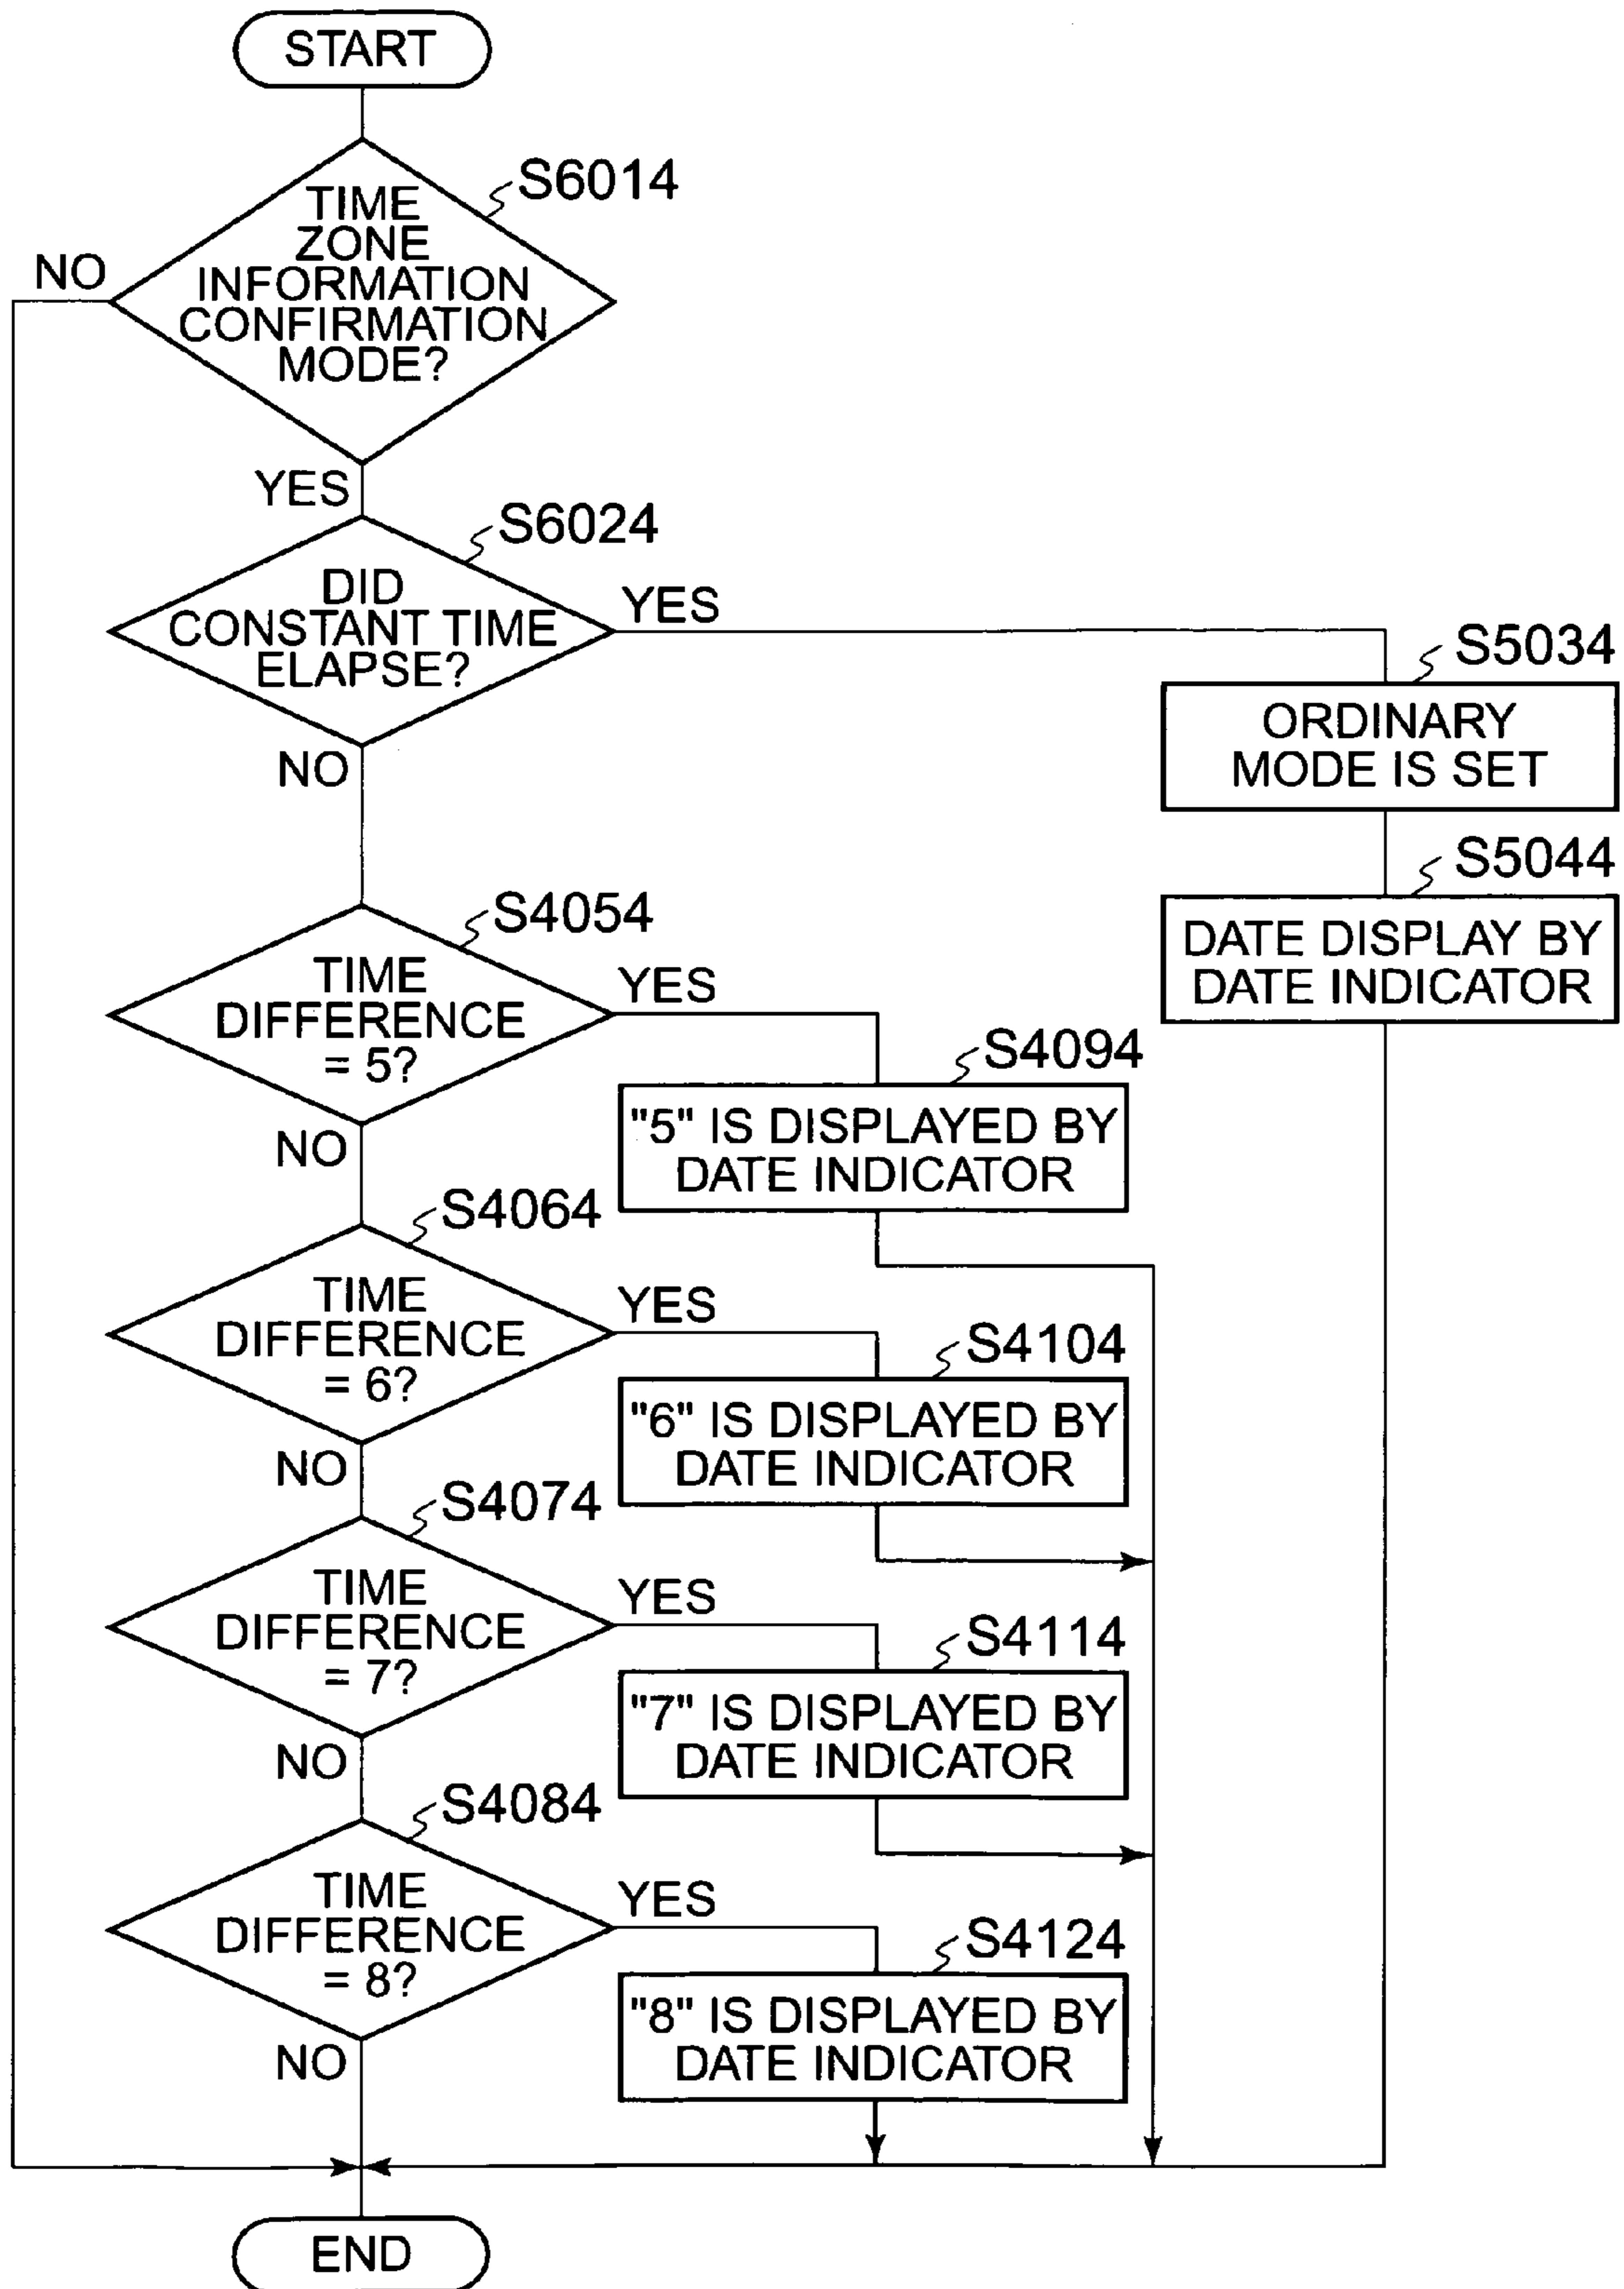 START
S6014
TIME
ZONE
INFORMATION
CONFIRMATION
MODE?
NO
YES
S6024
DID
CONSTANT TIME
ELAPSE?
YES
NO
S5034
ORDINARY
MODE IS SET
S5044
DATE DISPLAY BY
DATE INDICATOR
S4054
TIME
DIFFERENCE
= 5?
YES
NO
S4094
"5" IS DISPLAYED BY
DATE INDICATOR
S4064
TIME
DIFFERENCE
= 6?
YES
NO
S4104
"6" IS DISPLAYED BY
DATE INDICATOR
S4074
TIME
DIFFERENCE
= 7?
YES
NO
S4114
"7" IS DISPLAYED BY
DATE INDICATOR
S4084
TIME
DIFFERENCE
= 8?
YES
NO
S4124
"8" IS DISPLAYED BY
DATE INDICATOR
END